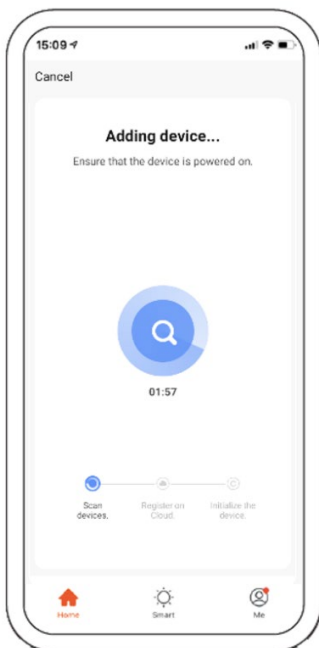 15:09
Cancel
Adding device...
Ensure that the device is powered on.
01:57
Scan devices.
Register on Cloud.
Initialize the device.
Home
Smart
Me